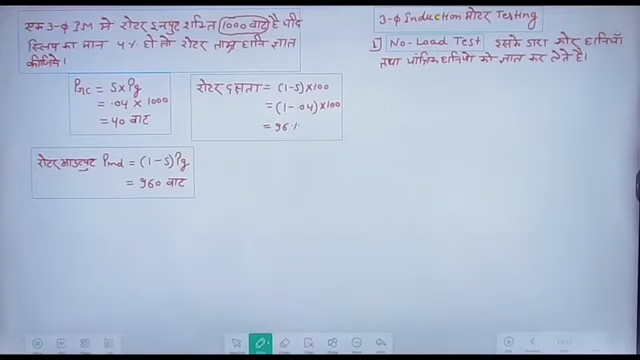 एक 3-ф IM मे रोटर इनपुट शक्ति 1000 वाट है यदि
स्लिप का मान 4% हो तो रोटर ताम्र हानि ज्ञात
कीजिये।
= S×Pg
= .04 × 1000
= 40 वाट
रोटर दक्षता = (1-S)×100
= (1-.04)×100
= 96%
रोटर आउटपुट Pmd = (1-S)Pg
= 960 वाट
3-ф Induction मोटर Testing
1] No-Load Test इसके द्वारा कोर हानियाँ
तथा यांत्रिक हानियो को ज्ञात कर लेते है।